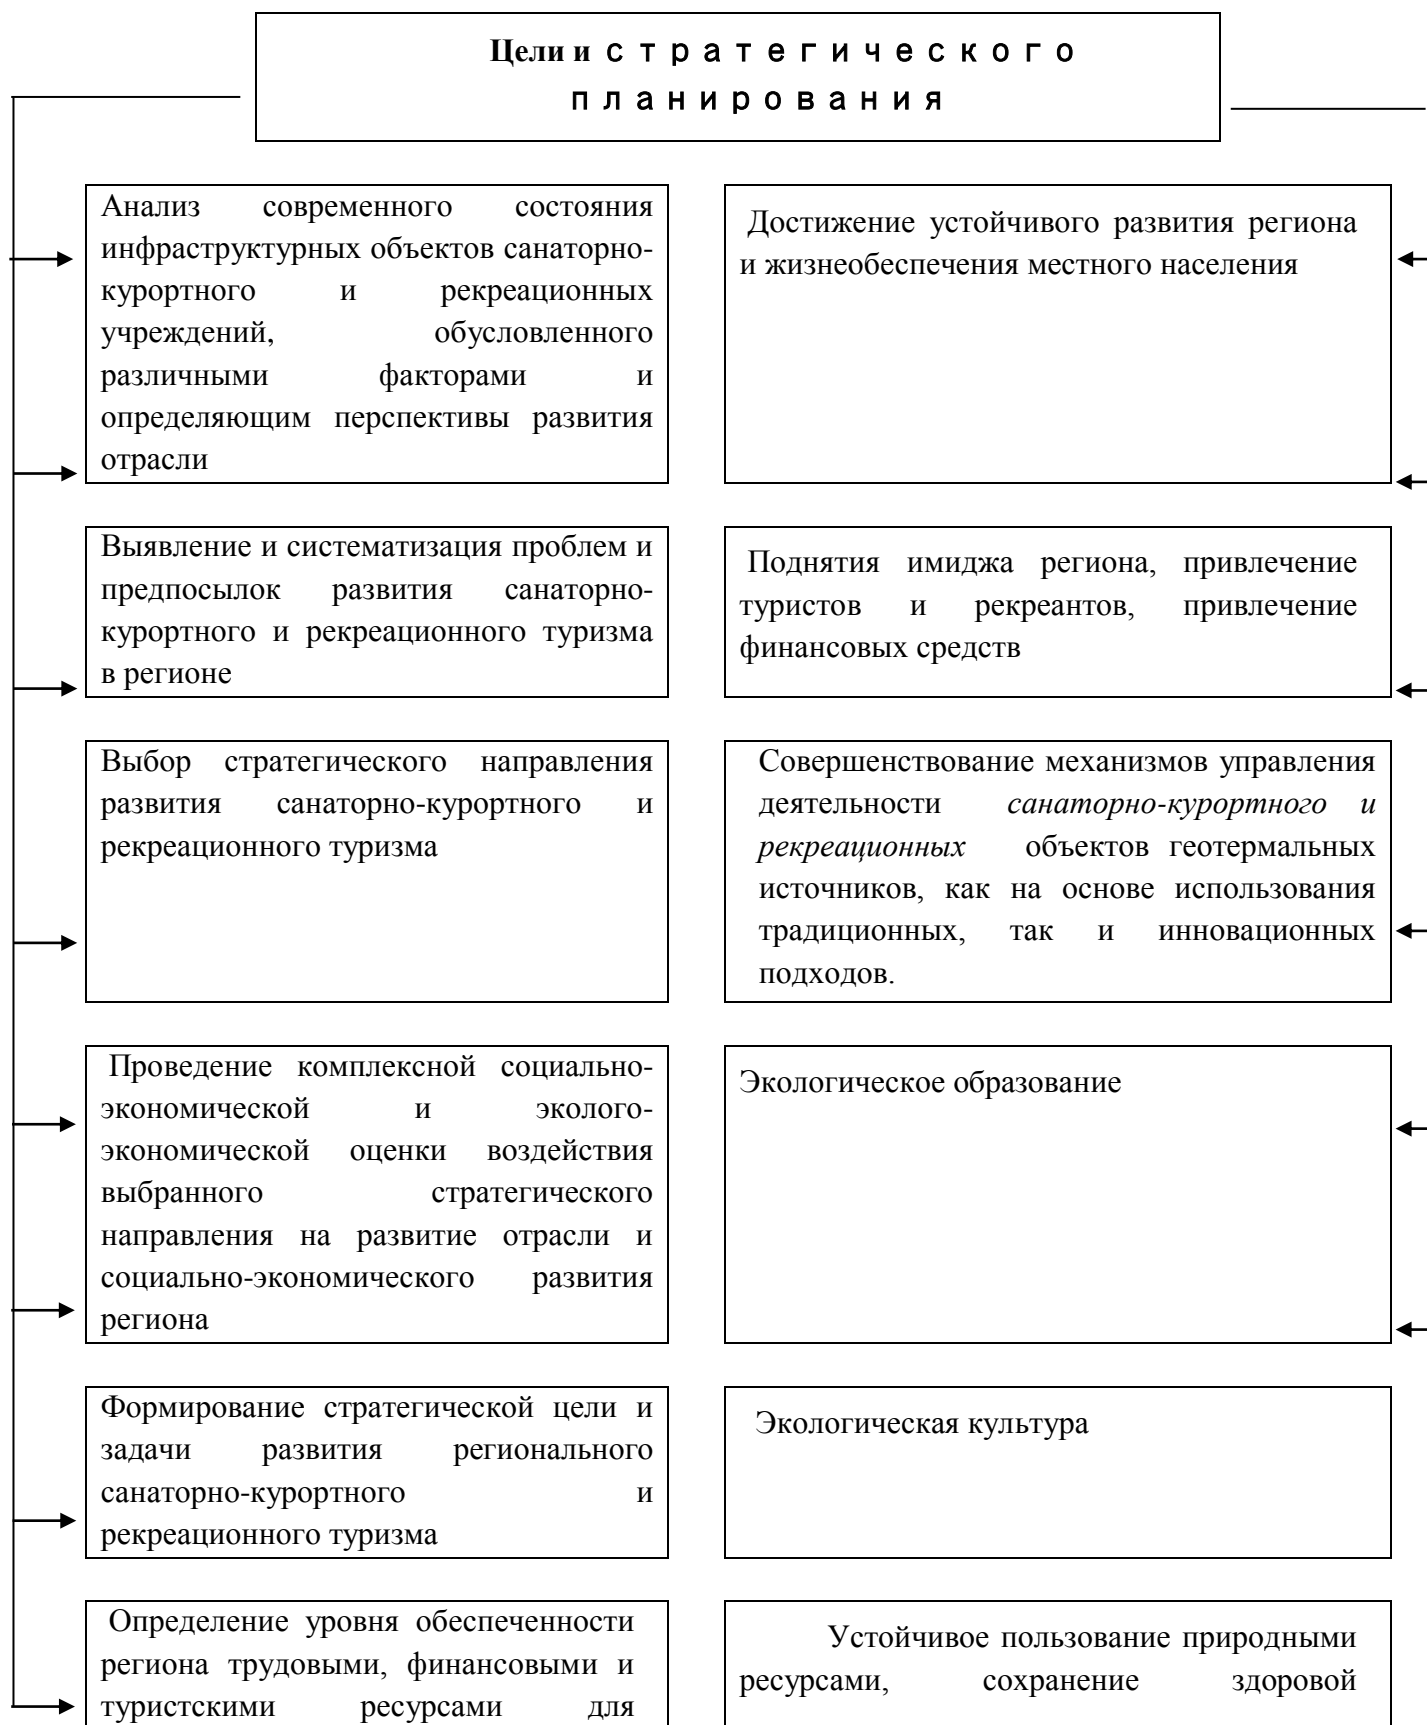 Цели и стратегического
планирования
Анализ современного состояния
инфраструктурных объектов санаторно-
курортного и рекреационных
учреждений, обусловленного
различными факторами и
определяющим перспективы развития
отрасли
Достижение устойчивого развития региона
и жизнеобеспечения местного населения
Выявление и систематизация проблем и
предпосылок развития санаторно-
курортного и рекреационного туризма
в регионе
Поднятия имиджа региона, привлечение
туристов и рекреантов, привлечение
финансовых средств
Выбор стратегического направления
развития санаторно-курортного и
рекреационного туризма
Совершенствование механизмов управления
деятельности санаторно-курортного и
рекреационных объектов геотермальных
источников, как на основе использования
традиционных, так и инновационных
подходов.
Проведение комплексной социально-
экономической и эколого-
экономической оценки воздействия
выбранного стратегического
направления на развитие отрасли и
социально-экономического развития
региона
Экологическое образование
Формирование стратегической цели и
задачи развития регионального
санаторно-курортного и
рекреационного туризма
Экологическая культура
Определение уровня обеспеченности
региона трудовыми, финансовыми и
туристскими ресурсами для
Устойчивое пользование природными
ресурсами, сохранение здоровой